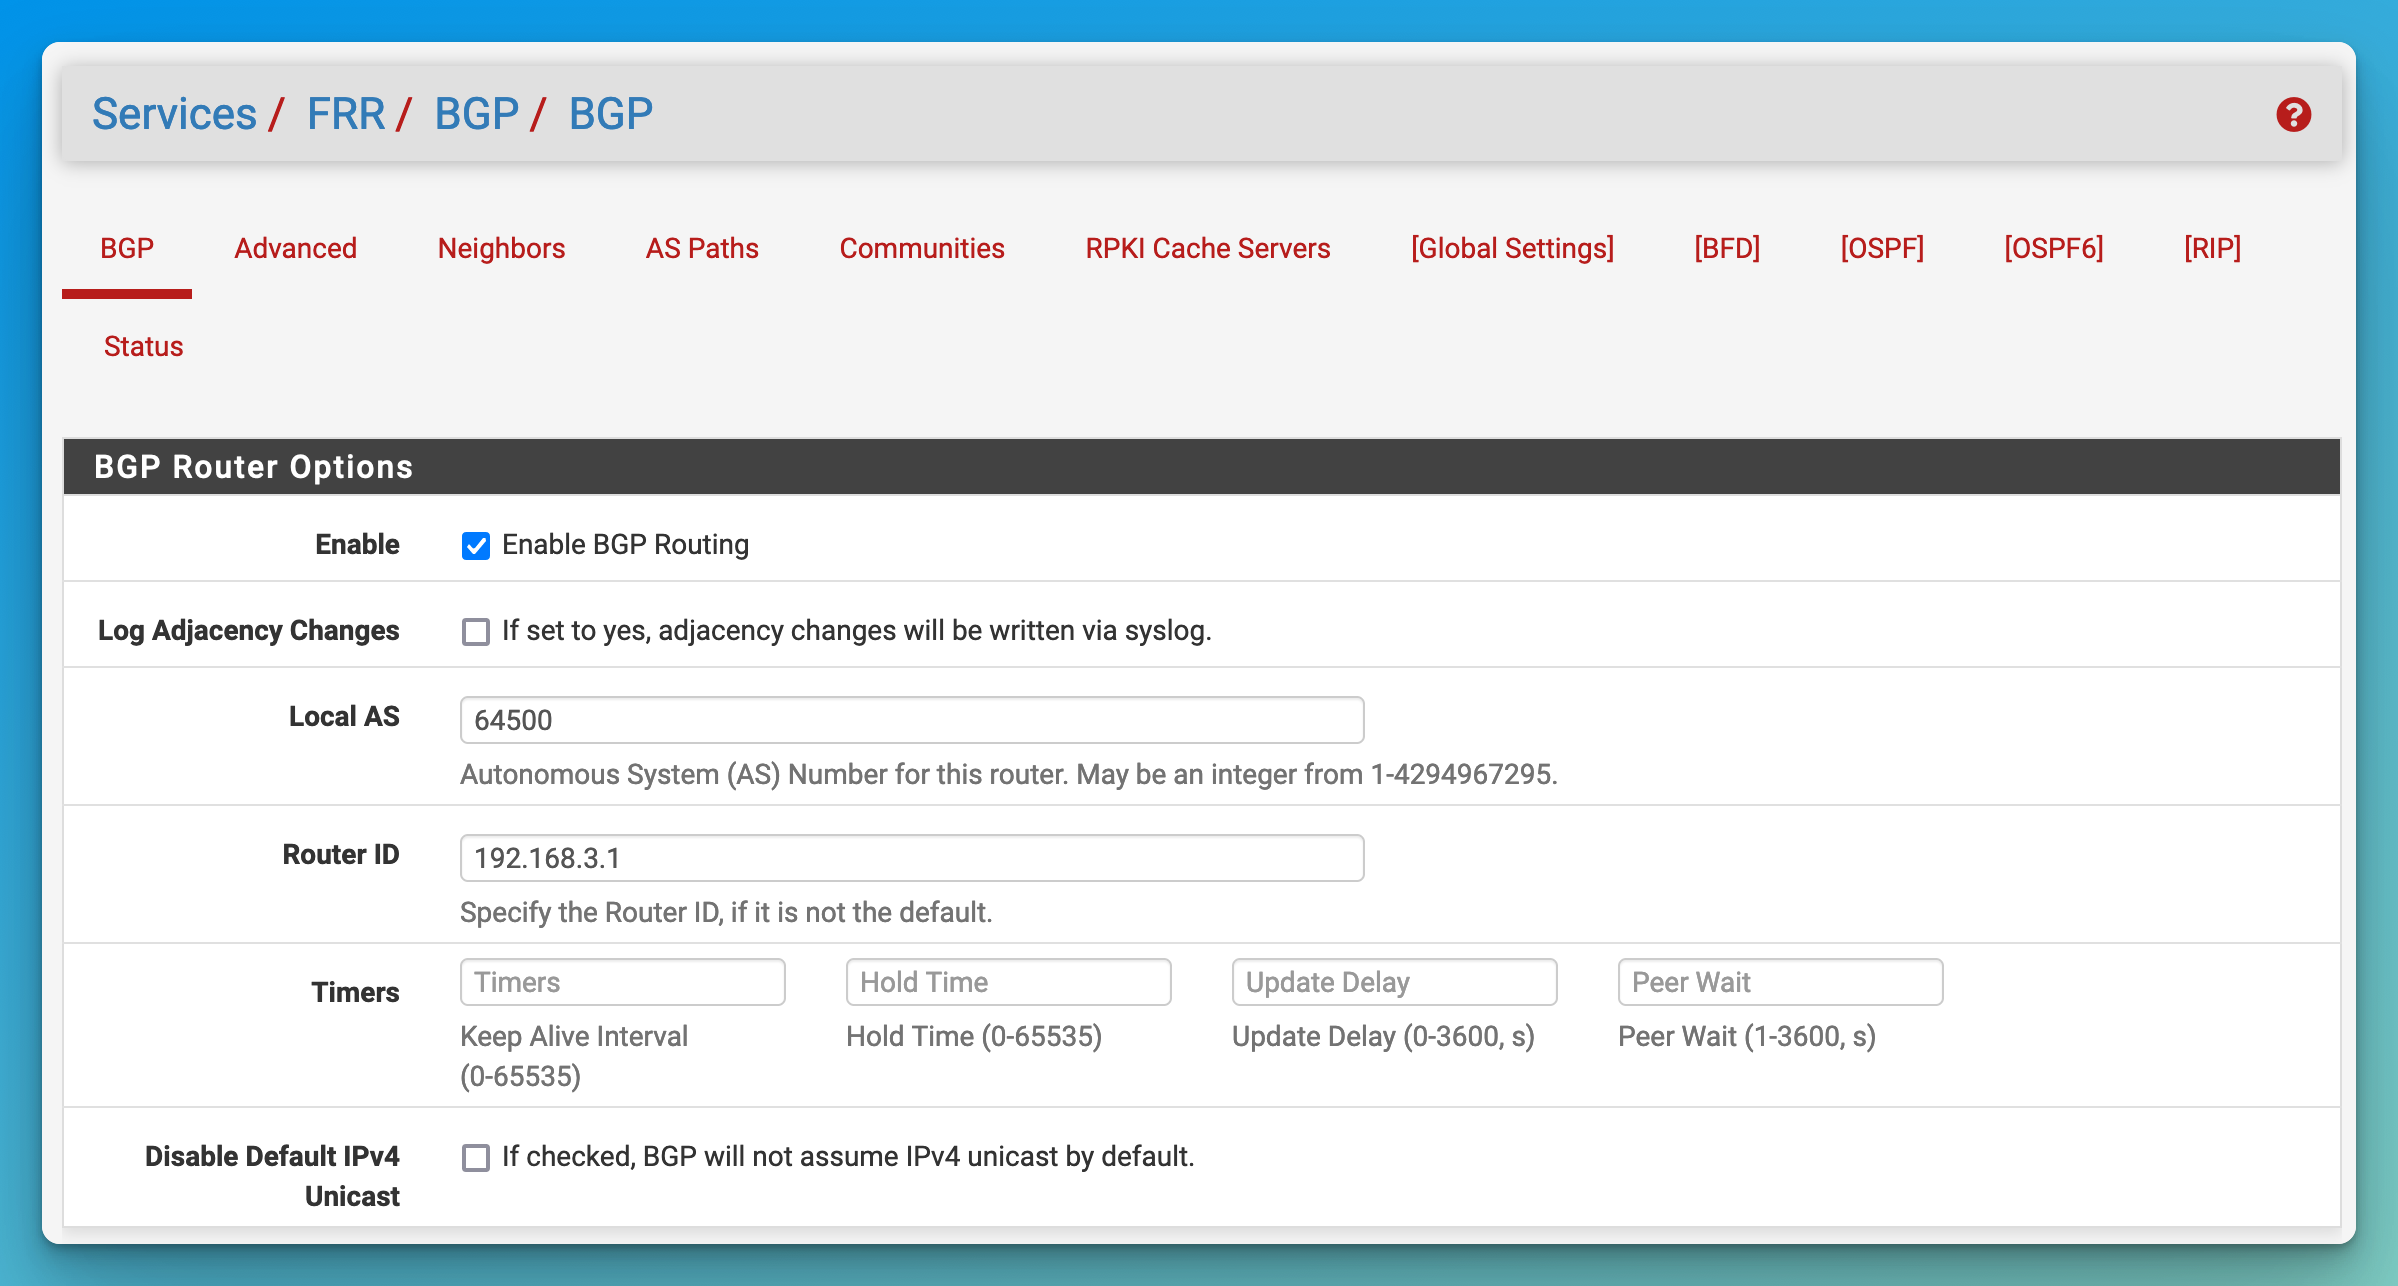 Services / FRR / BGP / BGP
BGP Advanced Neighbors AS Paths Communities RPKI Cache Servers [Global Settings] [BFD] [OSPF] [OSPF6] [RIP]
Status
BGP Router Options
Enable Enable BGP Routing
Log Adjacency Changes If set to yes, adjacency changes will be written via syslog.
Local AS 64500
Autonomous System (AS) Number for this router. May be an integer from 1-4294967295.
Router ID 192.168.3.1
Specify the Router ID, if it is not the default.
Timers Timers Hold Time Update Delay Peer Wait
Keep Alive Interval Hold Time (0-65535) Update Delay (0-3600, s) Peer Wait (1-3600, s)
(0-65535)
Disable Default IPv4 If checked, BGP will not assume IPv4 unicast by default.
Unicast